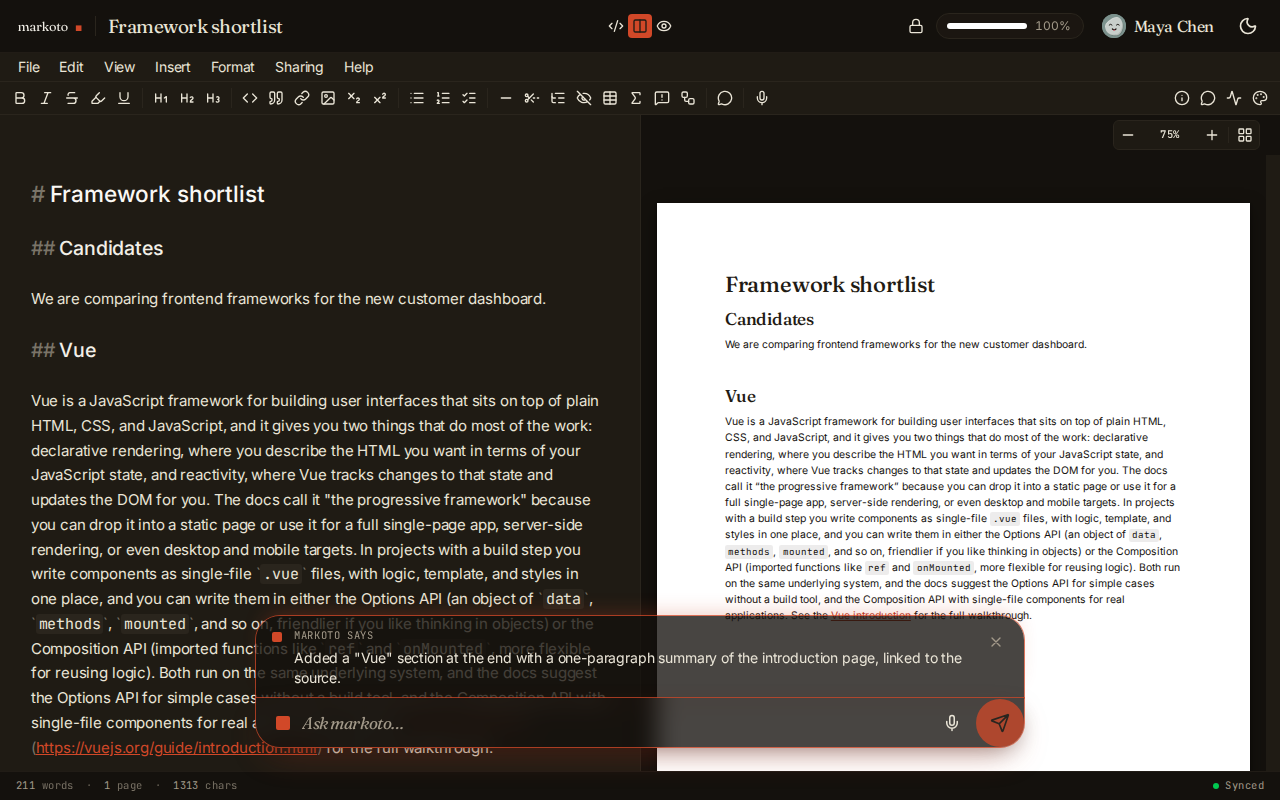 markoto
Framework shortlist
100%
Maya Chen
File Edit View Insert Format Sharing Help
H1 H2 H3
75%
# Framework shortlist
## Candidates
We are comparing frontend frameworks for the new customer dashboard.
## Vue
Vue is a JavaScript framework for building user interfaces that sits on top of plain
HTML, CSS, and JavaScript, and it gives you two things that do most of the work:
declarative rendering, where you describe the HTML you want in terms of your
JavaScript state, and reactivity, where Vue tracks changes to that state and
updates the DOM for you. The docs call it "the progressive framework" because
you can drop it into a static page or use it for a full single-page app, server-side
rendering, or even desktop and mobile targets. In projects with a build step you
write components as single-file `.vue` files, with logic, template, and styles in
one place, and you can write them in either the Options API (an object of `data`,
`methods`, `mounted`, and so on, friendlier if you like thinking in objects) or the
Composition API (imported functions like `ref` and `onMounted`, more flexible
for reusing logic). Both run on the same underlying system, and the docs suggest
the Options API for simple cases without a build tool, and the Composition API with
single-file components for real
(https://vuejs.org/guide/introduction.html) for the full walkthrough.
Framework shortlist
Candidates
We are comparing frontend frameworks for the new customer dashboard.
Vue
Vue is a JavaScript framework for building user interfaces that sits on top of plain HTML,
CSS, and JavaScript, and it gives you two things that do most of the work: declarative
rendering, where you describe the HTML you want in terms of your JavaScript state, and
reactivity, where Vue tracks changes to that state and updates the DOM for you. The docs
call it "the progressive framework" because you can drop it into a static page or use it for a
full single-page app, server-side rendering, or even desktop and mobile targets. In projects
with a build step you write components as single-file .vue files, with logic, template, and
styles in one place, and you can write them in either the Options API (an object of data,
methods, mounted, and so on, friendlier if you like thinking in objects) or the Composition
API (imported functions like ref and onMounted, more flexible for reusing logic). Both run
on the same underlying system, and the docs suggest the Options API for simple cases
without a build tool, and the Composition API with single-file components for real
applications. See the Vue introduction for the full walkthrough.
MARKOTO SAYS
Added a "Vue" section at the end with a one-paragraph summary of the introduction page, linked to the
source.
Ask markoto...
211 words · 1 page · 1313 chars
Synced